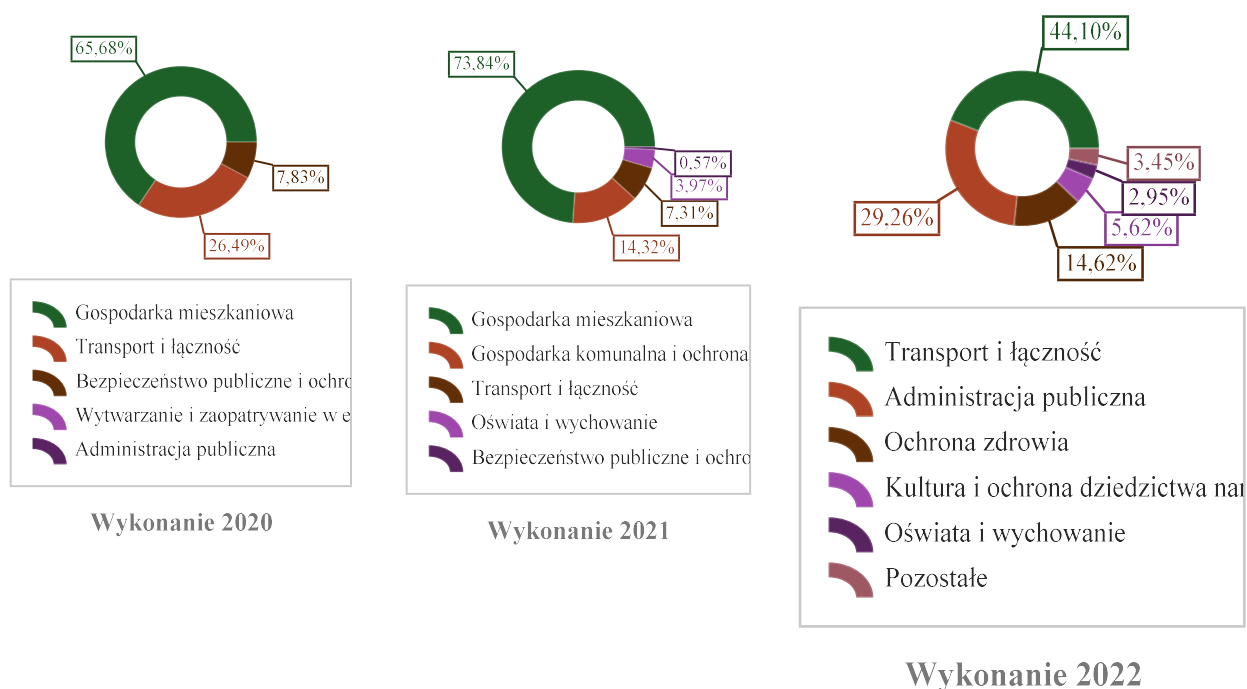 65,68%
7,83%
26,49%
Gospodarka mieszkaniowa
Transport i łączność
Bezpieczeństwo publiczne i ochro
Wytwarzanie i zaopatrywanie w e
Administracja publiczna
Wykonanie 2020
73,84%
0,57%
3,97%
7,31%
14,32%
Gospodarka mieszkaniowa
Gospodarka komunalna i ochrona
Transport i łączność
Oświata i wychowanie
Bezpieczeństwo publiczne i ochro
Wykonanie 2021
44,10%
3,45%
2,95%
5,62%
29,26%
14,62%
Transport i łączność
Administracja publiczna
Ochrona zdrowia
Kultura i ochrona dziedzictwa nar
Oświata i wychowanie
Pozostałe
Wykonanie 2022